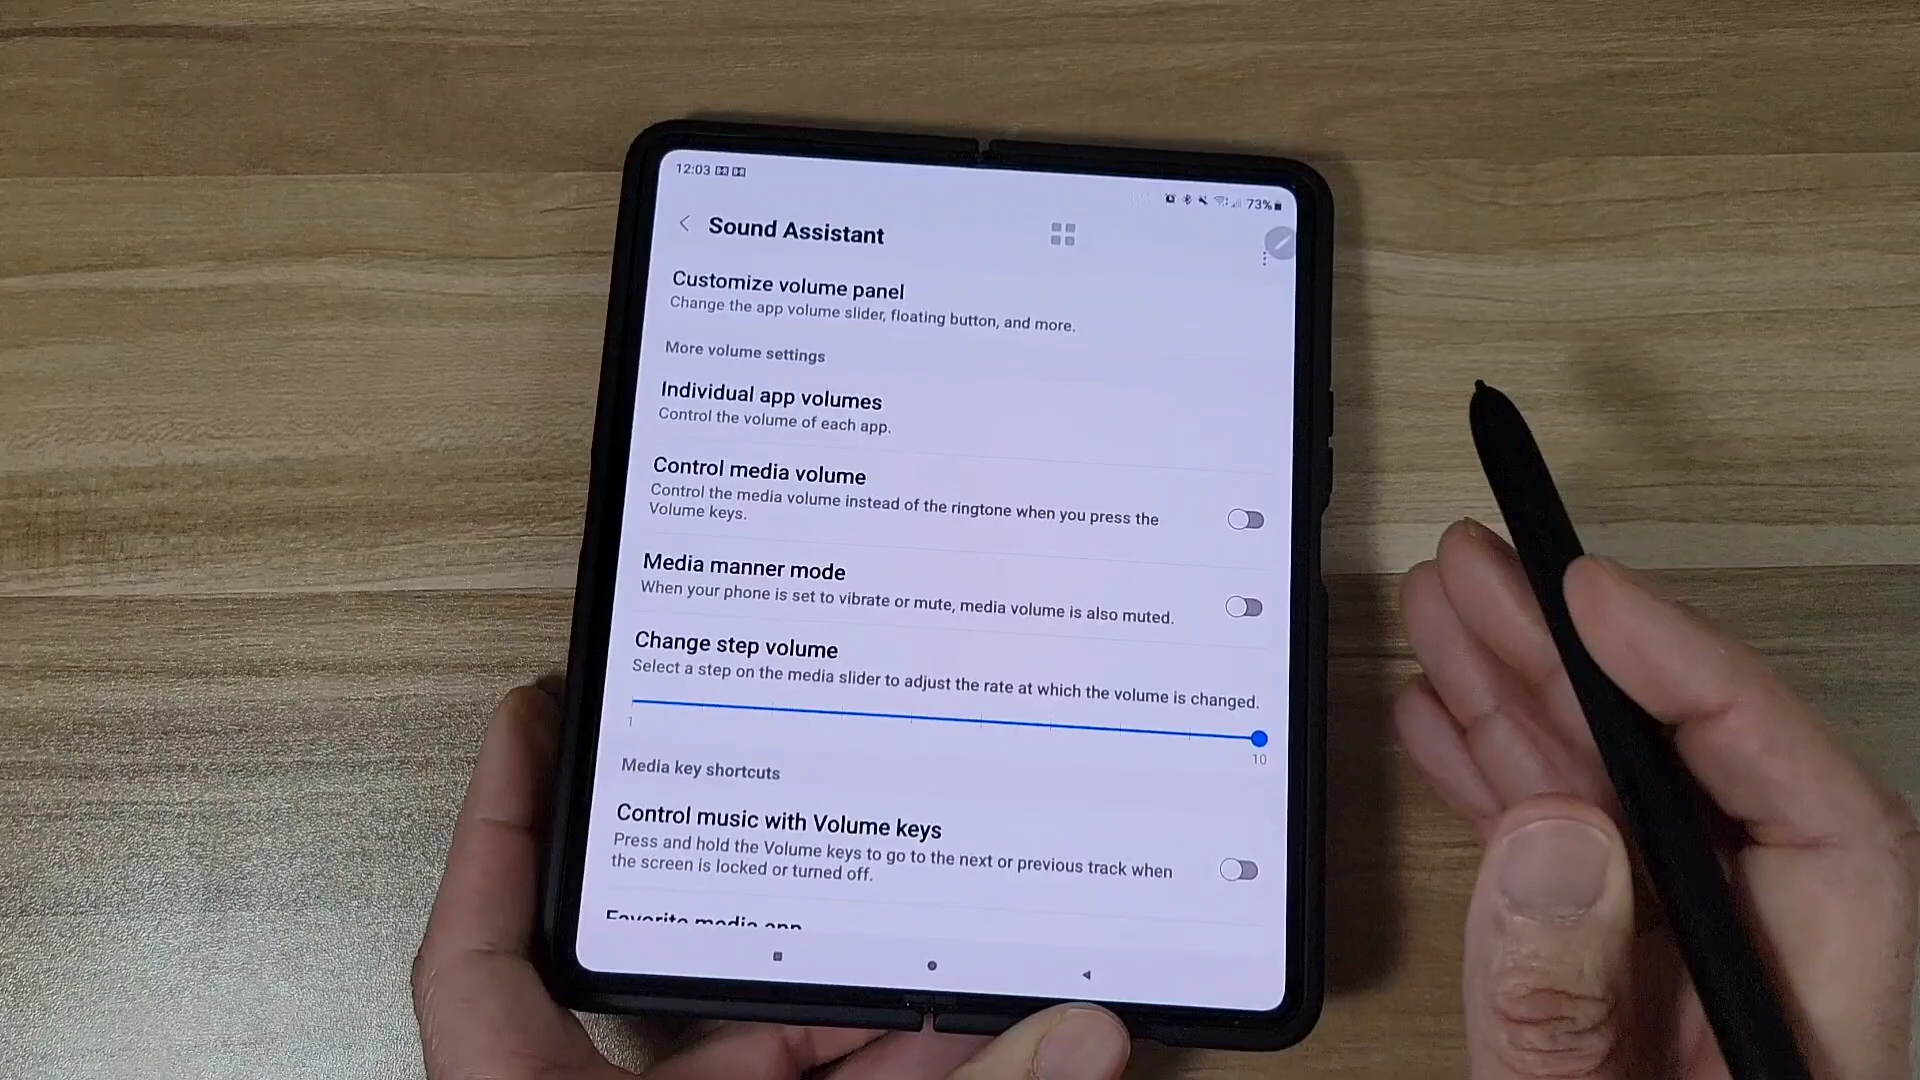 12:03
73%
Sound Assistant
Customize volume panel
Change the app volume slider, floating button, and more.
More volume settings
Individual app volumes
Control the volume of each app.
Control media volume
Control the media volume instead of the ringtone when you press the
Volume keys.
Media manner mode
When your phone is set to vibrate or mute, media volume is also muted.
Change step volume
Select a step on the media slider to adjust the rate at which the volume is changed.
1
10
Media key shortcuts
Control music with Volume keys
Press and hold the Volume keys to go to the next or previous track when
the screen is locked or turned off.
Favorite media app